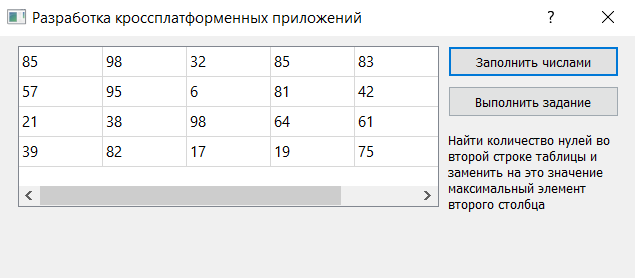 Разработка кроссплатформенных приложений ?
85 98 32 85 83
57 95 6 81 42
21 38 98 64 61
39 82 17 19 75
Заполнить числами
Выполнить задание
Найти количество нулей во
второй строке таблицы и
заменить на это значение
максимальный элемент
второго столбца